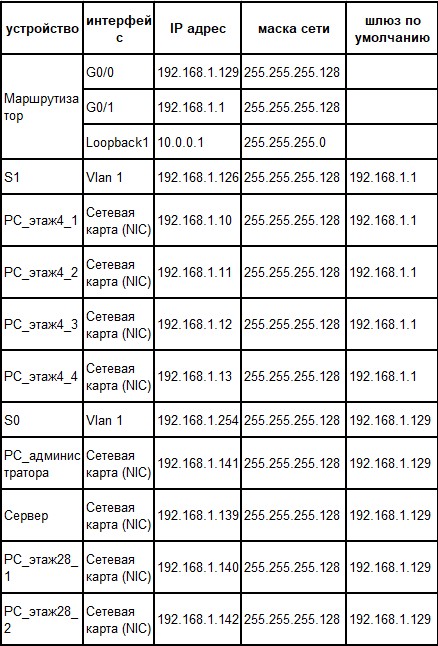 устройство интерфейс IP адрес маска сети шлюз по умолчанию
Маршрутизатор G0/0 192.168.1.129 255.255.255.128
G0/1 192.168.1.1 255.255.255.128
Loopback1 10.0.0.1 255.255.255.0
S1 Vlan 1 192.168.1.126 255.255.255.128 192.168.1.1
PC_этаж4_1 Сетевая карта (NIC) 192.168.1.10 255.255.255.128 192.168.1.1
PC_этаж4_2 Сетевая карта (NIC) 192.168.1.11 255.255.255.128 192.168.1.1
PC_этаж4_3 Сетевая карта (NIC) 192.168.1.12 255.255.255.128 192.168.1.1
PC_этаж4_4 Сетевая карта (NIC) 192.168.1.13 255.255.255.128 192.168.1.1
S0 Vlan 1 192.168.1.254 255.255.255.128 192.168.1.129
PC_администратора Сетевая карта (NIC) 192.168.1.141 255.255.255.128 192.168.1.129
Сервер Сетевая карта (NIC) 192.168.1.139 255.255.255.128 192.168.1.129
PC_этаж28_1 Сетевая карта (NIC) 192.168.1.140 255.255.255.128 192.168.1.129
PC_этаж28_2 Сетевая карта (NIC) 192.168.1.142 255.255.255.128 192.168.1.129